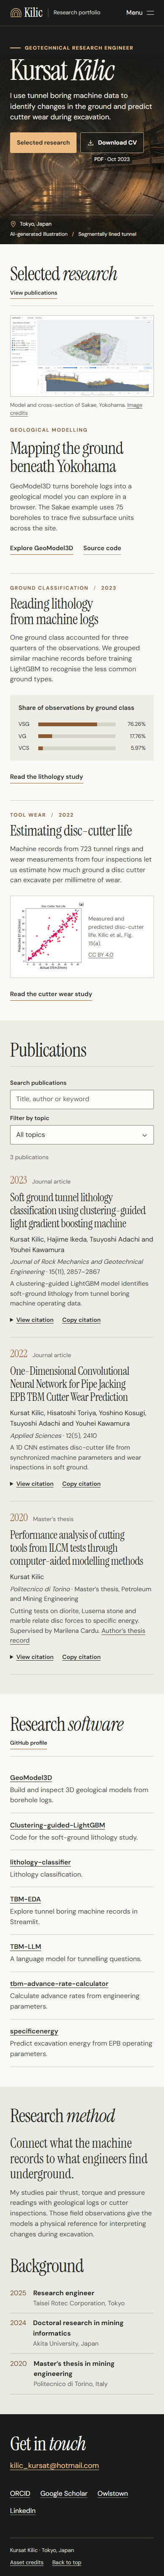 Kilic
Research portfolio
Menu
GEOTECHNICAL RESEARCH ENGINEER
Kursat Kilic
I use tunnel boring machine data to
identify changes in the ground and predict
cutter wear during excavation.
Selected research
Download CV
PDF · Oct 2023
Tokyo, Japan
AI-generated illustration / Segmentally lined tunnel
Selected research
View publications
Model and cross-section of Sakae, Yokohama. Image
credits
GEOLOGICAL MODELLING
Mapping the ground
beneath Yokohama
GeoModel3D turns borehole logs into a
geological model you can explore in a
browser. The Sakae example uses 75
boreholes to trace five subsurface units
across the site.
Explore GeoModel3D
Source code
GROUND CLASSIFICATION / 2023
Reading lithology
from machine logs
One ground class accounted for three
quarters of the observations. We grouped
similar machine records before training
LightGBM to recognise the less common
ground types.
Share of observations by ground class
VSG 76.26%
VG 17.76%
VCS 5.97%
Read the lithology study
TOOL WEAR / 2022
Estimating disc-cutter life
Machine records from 723 tunnel rings and
wear measurements from four inspections let
us estimate how much ground a disc cutter
can excavate per millimetre of wear.
Measured and
predicted disc-cutter
life. Kilic et al., Fig.
11(a).
CC BY 4.0
Read the cutter wear study
Publications
Search publications
Title, author or keyword
Filter by topic
All topics
3 publications
2023 Journal article
Soft ground tunnel lithology
classification using clustering-guided
light gradient boosting machine
Kursat Kilic, Hajime Ikeda, Tsuyoshi Adachi and
Youhei Kawamura
Journal of Rock Mechanics and Geotechnical
Engineering · 15(11), 2857–2867
A clustering-guided LightGBM model identifies
soft-ground lithology from tunnel boring
machine operating data.
View citation
Copy citation
2022 Journal article
One-Dimensional Convolutional
Neural Network for Pipe Jacking
EPB TBM Cutter Wear Prediction
Kursat Kilic, Hisatoshi Toriya, Yoshino Kosugi,
Tsuyoshi Adachi and Youhei Kawamura
Applied Sciences · 12(5), 2410
A 1D CNN estimates disc-cutter life from
synchronized machine parameters and wear
inspections in soft ground.
View citation
Copy citation
2020 Master's thesis
Performance analysis of cutting
tools from ILCM tests through
computer-aided modelling methods
Kursat Kilic
Politecnico di Torino · Master's thesis, Petroleum
and Mining Engineering
Cutting tests on diorite, Luserna stone and
marble relate disc forces to specific energy.
Supervised by Marilena Cardu. Author's thesis
record
View citation
Copy citation
Research software
GitHub profile
GeoModel3D
Build and inspect 3D geological models from
borehole logs.
Clustering-guided-LightGBM
Code for the soft-ground lithology study.
lithology-classifier
Lithology classification.
TBM-EDA
Explore tunnel boring machine records in
Streamlit.
TBM-LLM
A language model for tunnelling questions.
tbm-advance-rate-calculator
Calculate advance rates from engineering
parameters.
specificenergy
Predict excavation energy from EPB operating
parameters.
Research method
Connect what the machine
records to what engineers find
underground.
My studies pair thrust, torque and pressure
readings with geological logs or cutter
inspections. Those field observations give the
models a physical reference for interpreting
changes during excavation.
Background
2025 Research engineer
Taisei Rotec Corporation, Tokyo
2024 Doctoral research in mining
informatics
Akita University, Japan
2020 Master's thesis in mining
engineering
Politecnico di Torino, Italy
Get in touch
kilic_kursat@hotmail.com
ORCID
Google Scholar
Owlstown
LinkedIn
Kursat Kilic · Tokyo, Japan
Asset credits
Back to top